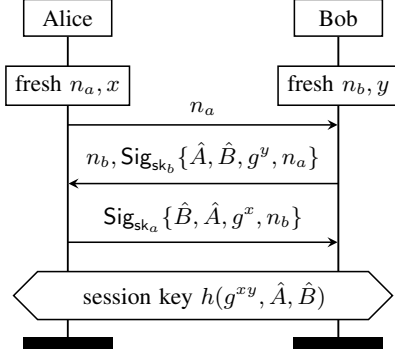 Alice Bob
fresh n_a, x fresh n_b, y
n_a
n_b, Sig_{sk_b}{Â, B̂, g^y, n_a}
Sig_{sk_a}{B̂, Â, g^x, n_b}
session key h(g^{xy}, Â, B̂)